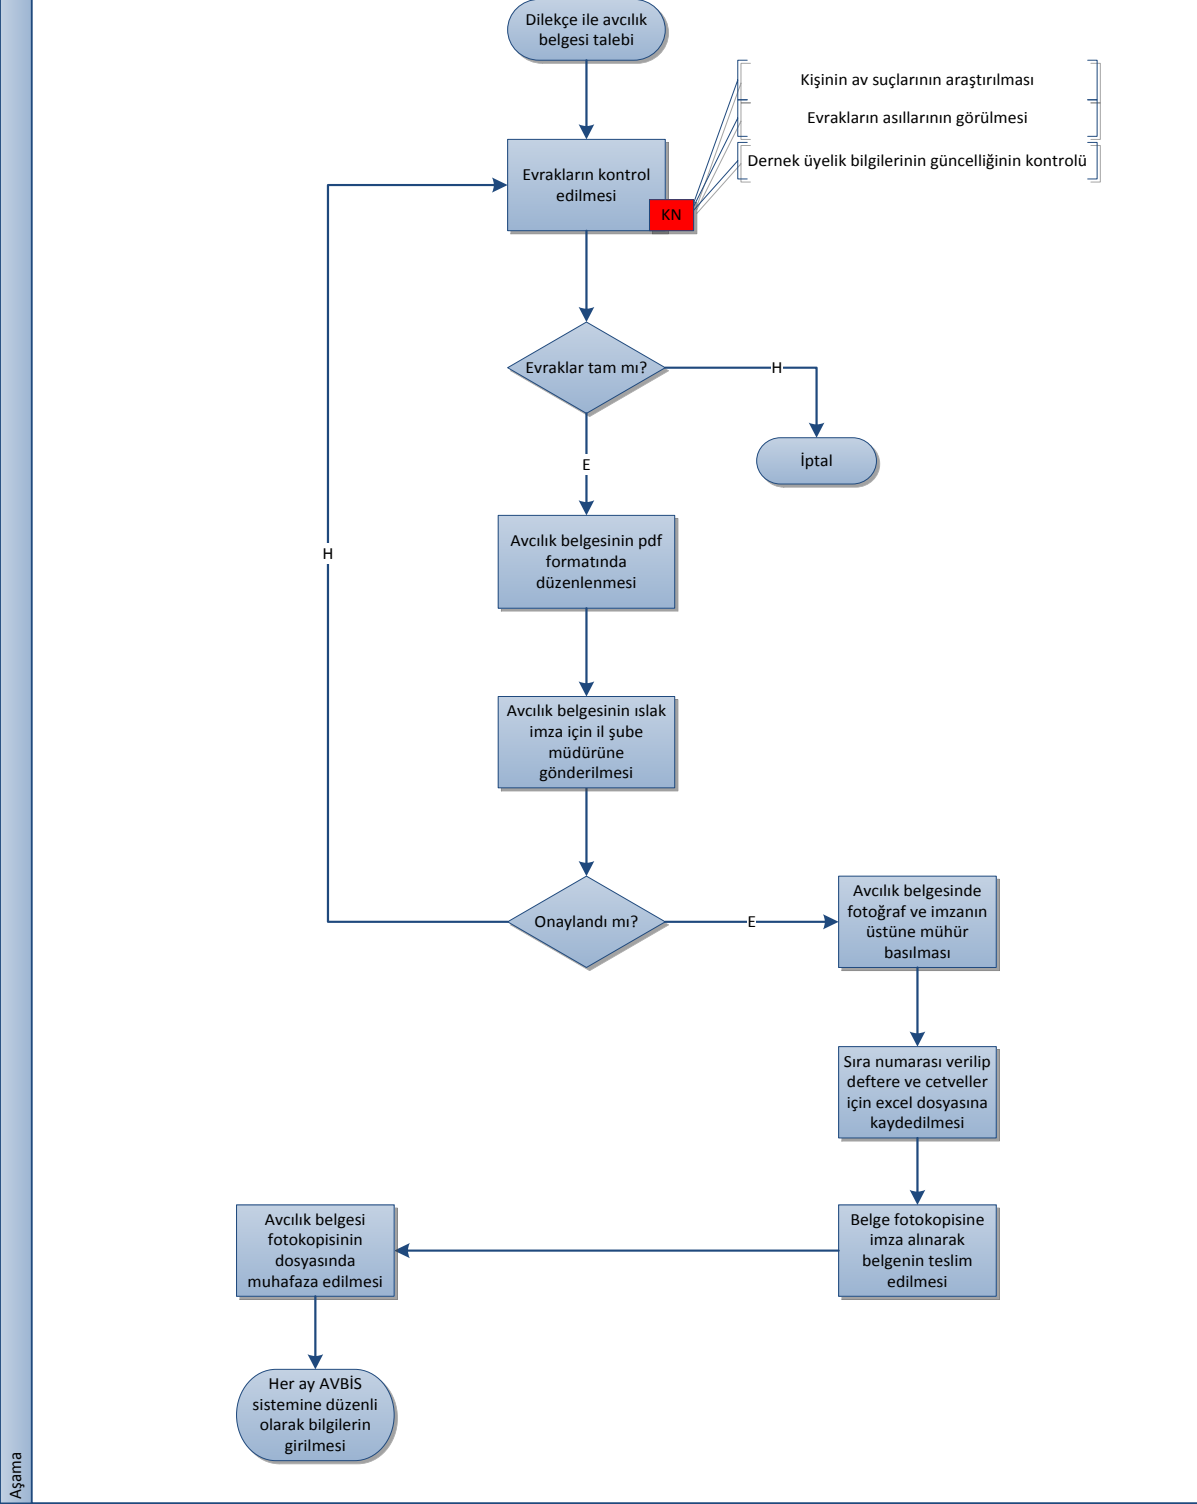 Dilekçe ile avcılık
belgesi talebi
Kişinin av suçlarının araştırılması
Evrakların asıllarının görülmesi
Dernek üyelik bilgilerinin güncelliğinin kontrolü
Evrakların kontrol
edilmesi
KN
Evraklar tam mı?
H
İptal
E
Avcılık belgesinin pdf
formatında
düzenlenmesi
H
Avcılık belgesinin ıslak
imza için il şube
müdürüne
gönderilmesi
Onaylandı mı?
E
Avcılık belgesinde
fotoğraf ve imzanın
üstüne mühür
basılması
Sıra numarası verilip
deftere ve cetveller
için excel dosyasına
kaydedilmesi
Belge fotokopisine
imza alınarak
belgenin teslim
edilmesi
Avcılık belgesi
fotokopisinin
dosyasında
muhafaza edilmesi
Her ay AVBİS
sistemine düzenli
olarak bilgilerin
girilmesi
Aşama